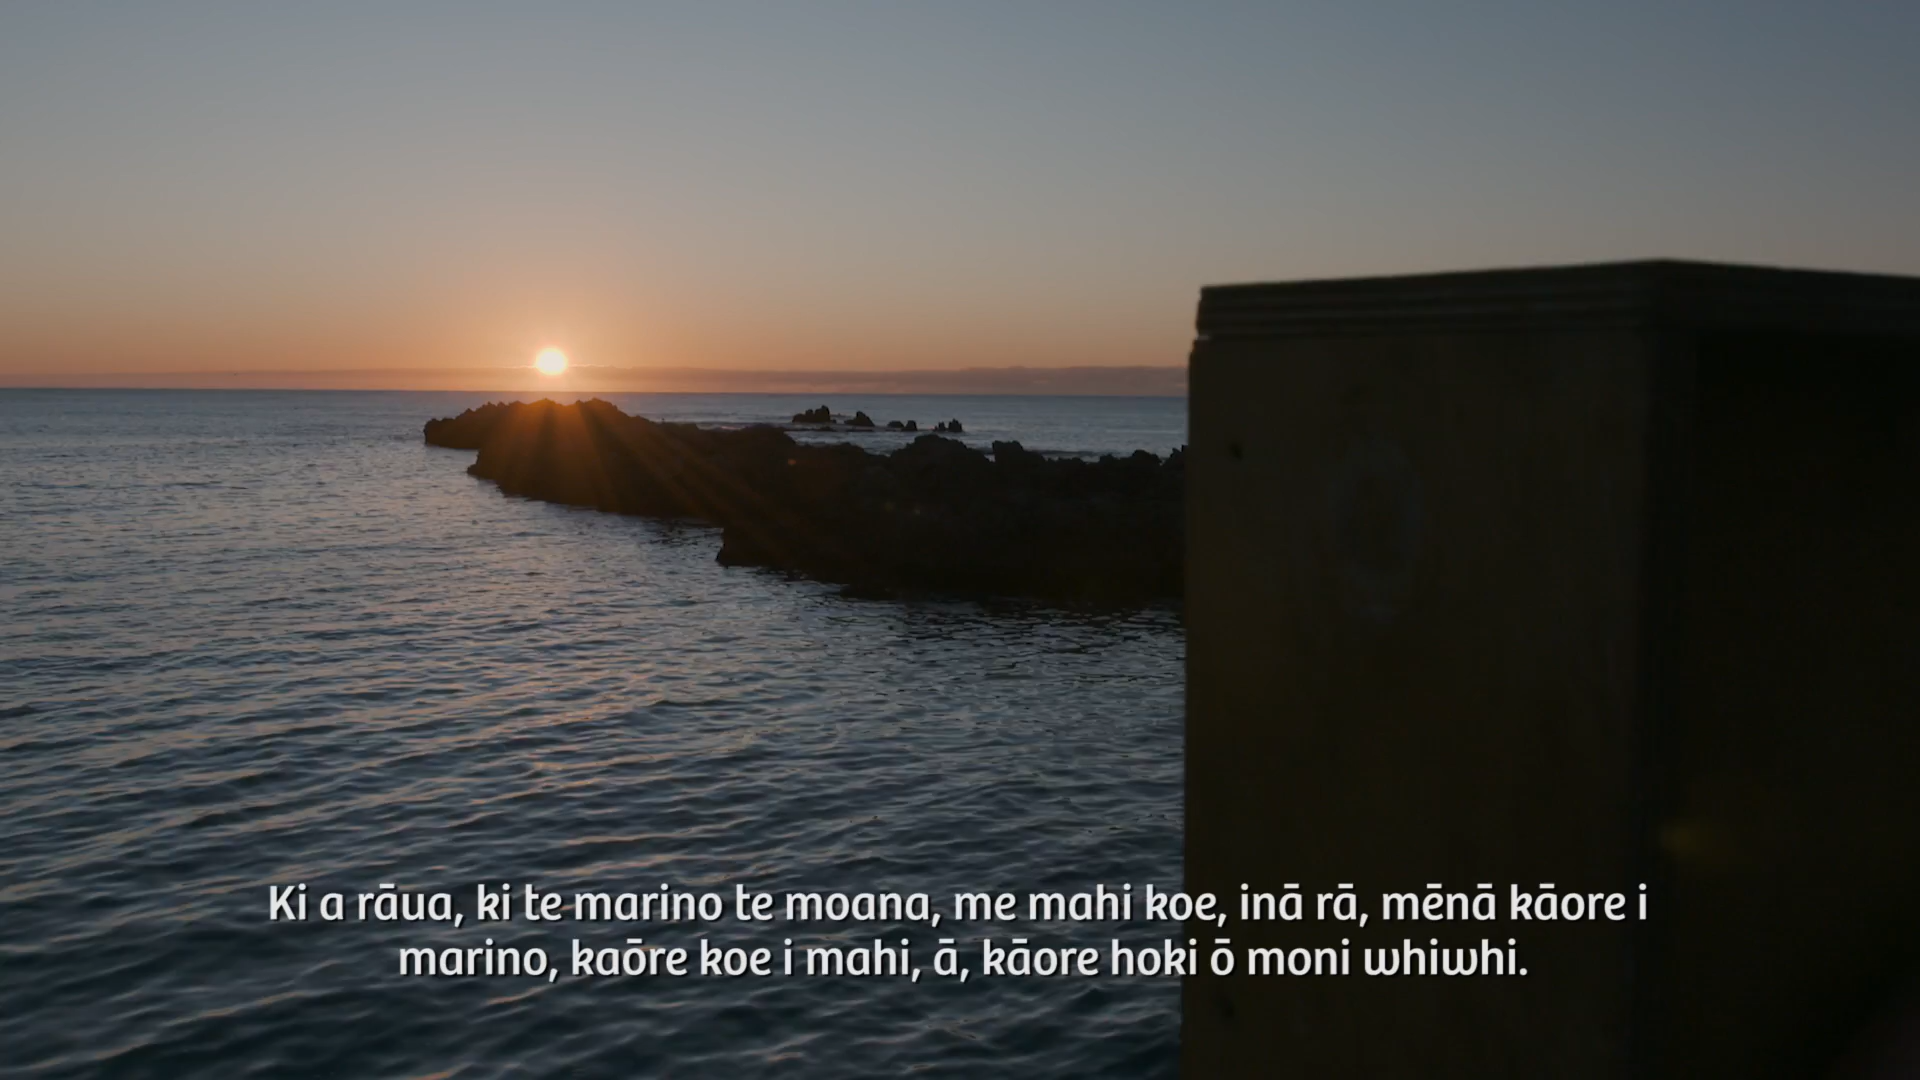 Ki a rāua, ki te marino te moana, me mahi koe, inā rā, mēnā kāore i
marino, kaōre koe i mahi, ā, kāore hoki ō moni whiwhi.